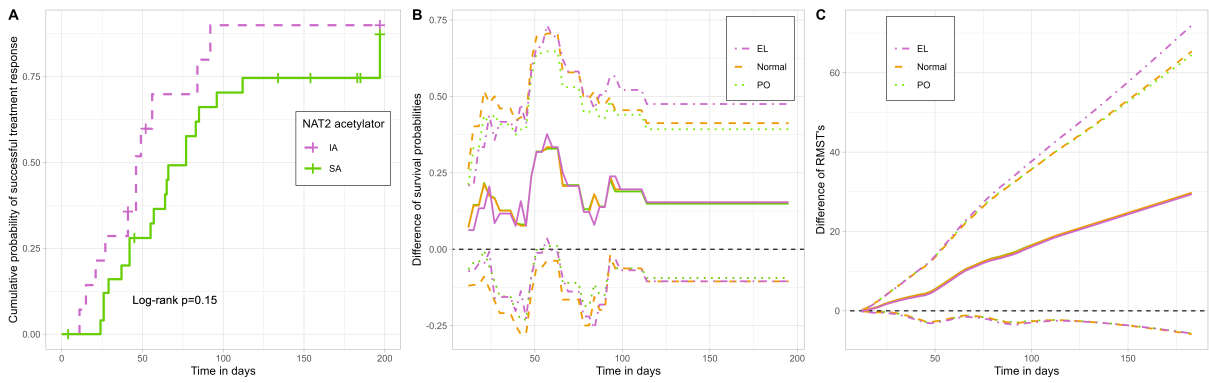 A
Cumulative probability of successful treatment response
0.75
0.50
0.25
0.00
NAT2 acetylator
IA
SA
Log-rank p=0.15
0
50
100
150
200
Time in days
B
Difference of survival probabilities
0.75
0.50
0.25
0.00
-0.25
EL
Normal
PO
50
100
150
200
Time in days
C
Difference of RMST's
60
40
20
0
EL
Normal
PO
50
100
150
Time in days